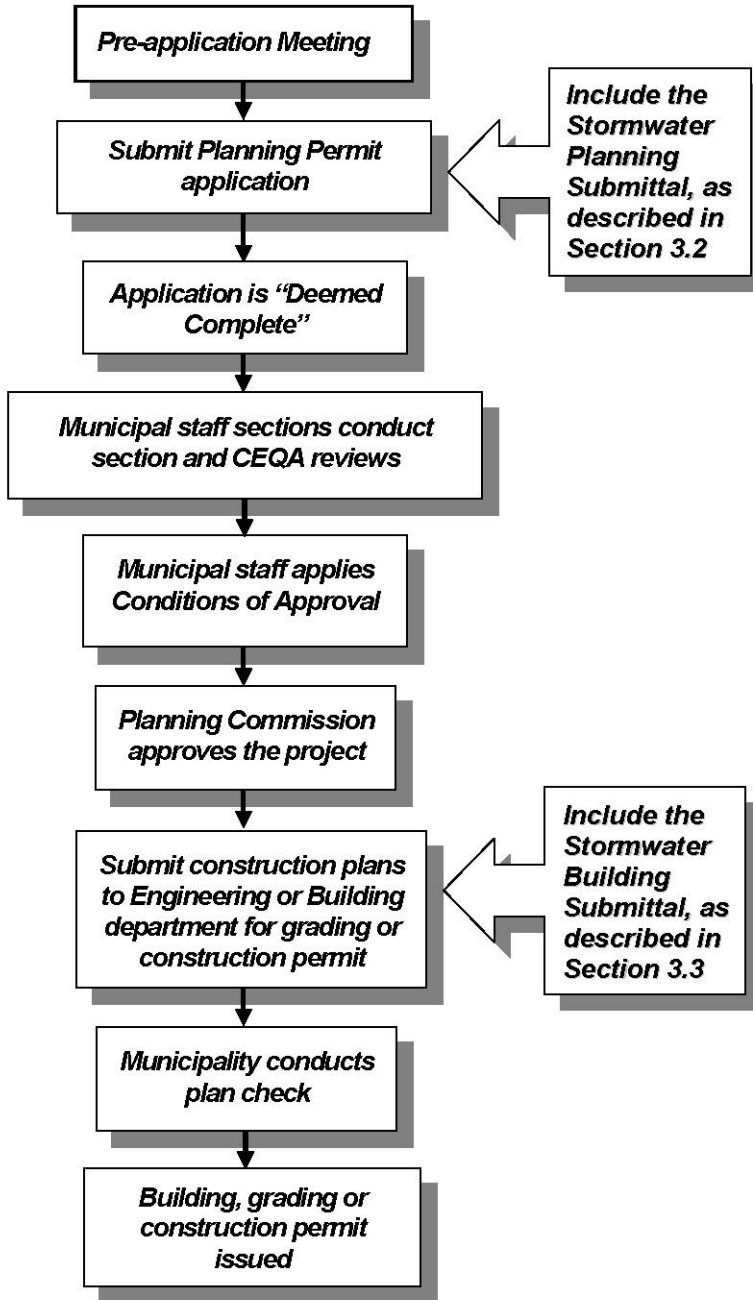 Pre-application Meeting
Submit Planning Permit
application
Include the
Stormwater
Planning
Submittal, as
described in
Section 3.2
Application is “Deemed
Complete”
Municipal staff sections conduct
section and CEQA reviews
Municipal staff applies
Conditions of Approval
Planning Commission
approves the project
Submit construction plans
to Engineering or Building
department for grading or
construction permit
Include the
Stormwater
Building
Submittal, as
described in
Section 3.3
Municipality conducts
plan check
Building, grading or
construction permit
issued